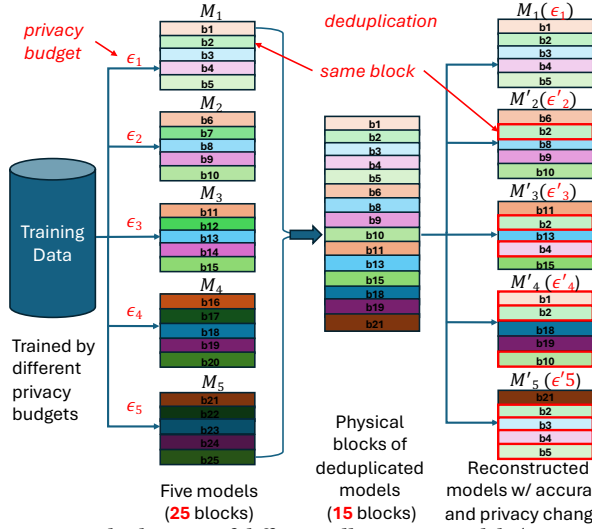 privacy
budget
deduplication
same block
Training
Data
Trained by
different
privacy
budgets
ϵ1
ϵ2
ϵ3
ϵ4
ϵ5
M1
b1
b2
b3
b4
b5
M2
b6
b7
b8
b9
b10
M3
b11
b12
b13
b14
b15
M4
b16
b17
b18
b19
b20
M5
b21
b22
b23
b24
b25
Five models
(25 blocks)
b1
b2
b3
b4
b5
b6
b8
b9
b10
b11
b13
b15
b18
b19
b21
Physical
blocks of
deduplicated
models
(15 blocks)
M1(ϵ1)
b1
b2
b3
b4
b5
M'2(ϵ'2)
b6
b2
b8
b9
b10
M'3(ϵ'3)
b11
b2
b13
b4
b15
M'4 (ϵ'4)
b1
b2
b18
b19
b10
M'5 (ϵ'5)
b21
b2
b3
b4
b5
Reconstructed
models w/ accura
and privacy chang